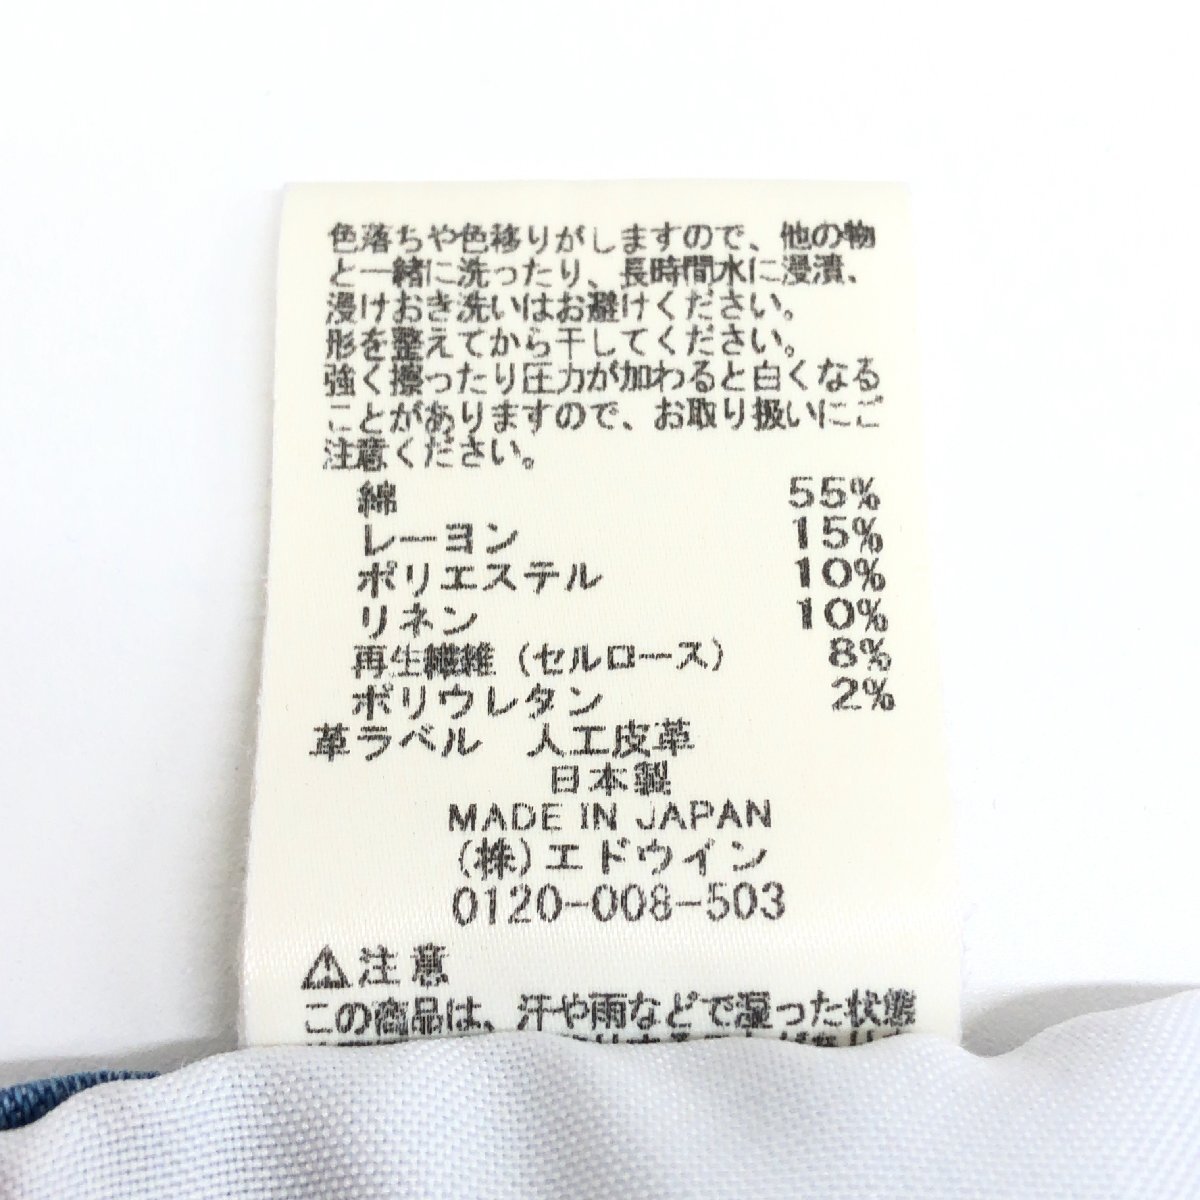 色落ちや色移りがしますので、他の物
と一緒に洗ったり、長時間水に浸漬、
浸けおき洗いはお避けください。
形を整えてから干してください。
強く擦ったり圧力が加わると白くなる
ことがありますので、お取り扱いにご
注意ください。
綿 55%
レーヨン 15%
ポリエステル 10%
リネン 10%
再生繊維（セルロース） 8%
ポリウレタン 2%
革ラベル 人工皮革
日本製
MADE IN JAPAN
(株)エドウイン
0120-008-503
⚠注意
この商品は、汗や雨などで湿った状態